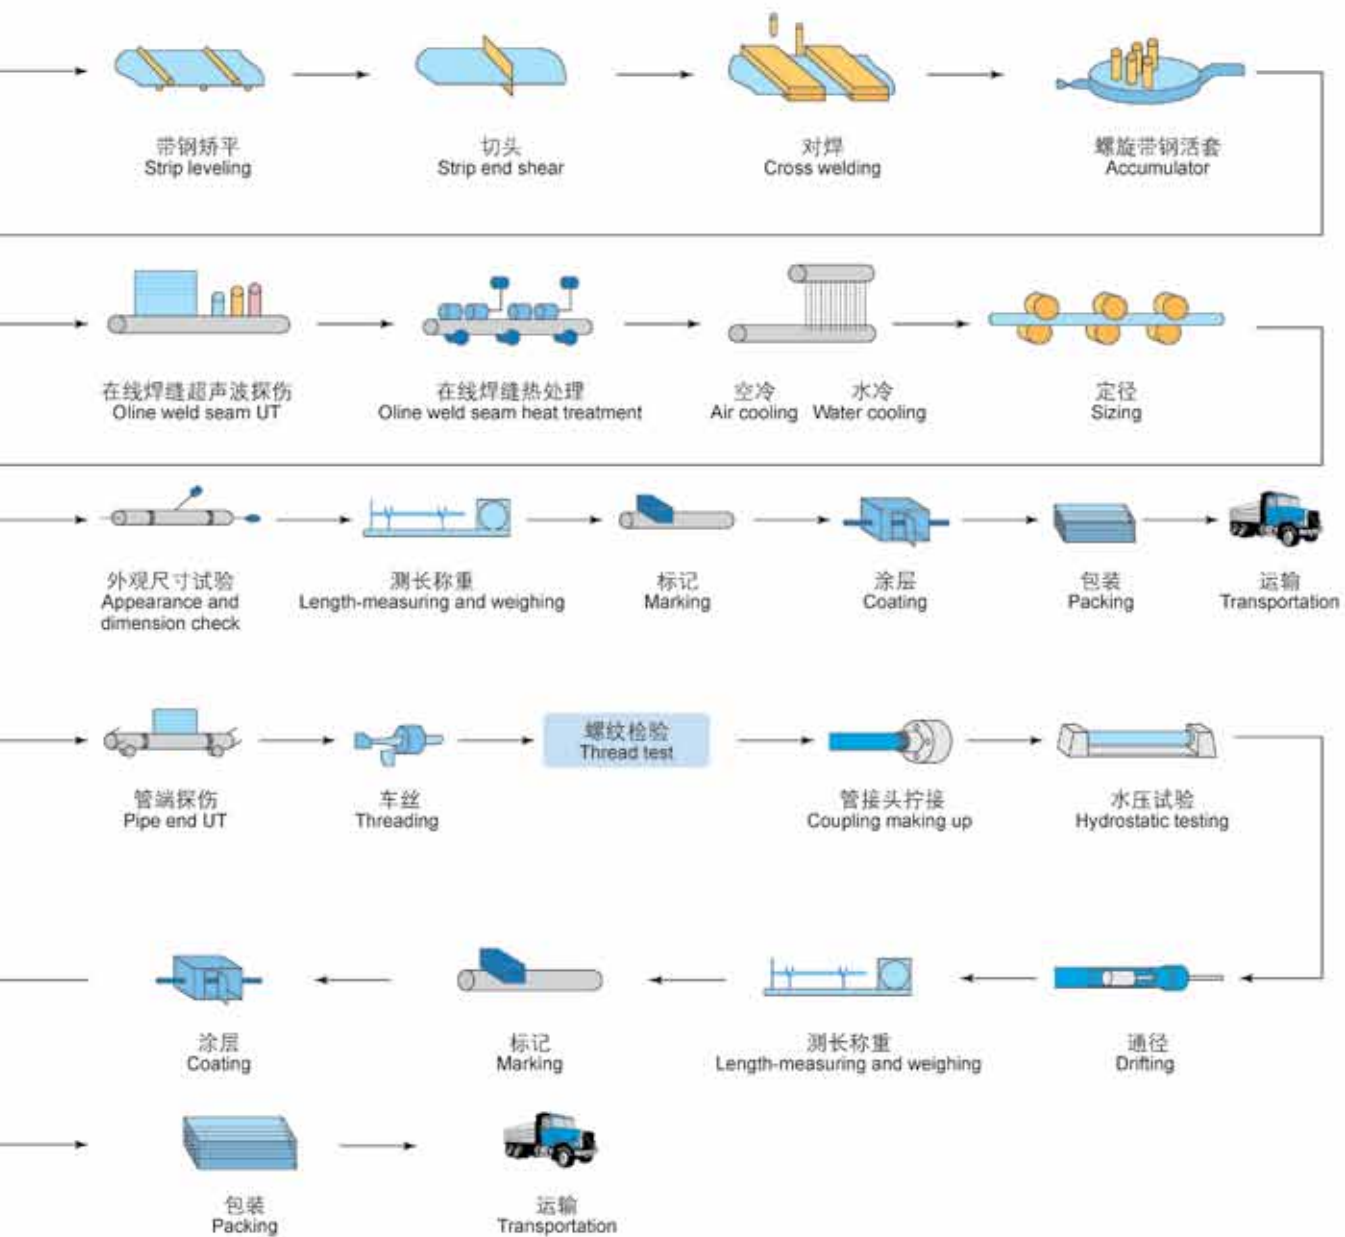 带钢矫平
Strip leveling
切头
Strip end shear
对焊
Cross welding
螺旋带钢活套
Accumulator
在线焊缝超声波探伤
Oline weld seam UT
在线焊缝热处理
Oline weld seam heat treatment
空冷
Air cooling
水冷
Water cooling
定径
Sizing
外观尺寸试验
Appearance and
dimension check
测长称重
Length-measuring and weighing
标记
Marking
涂层
Coating
包装
Packing
运输
Transportation
管端探伤
Pipe end UT
车丝
Threading
螺纹检验
Thread test
管接头拧接
Coupling making up
水压试验
Hydrostatic testing
涂层
Coating
标记
Marking
测长称重
Length-measuring and weighing
通径
Drifting
包装
Packing
运输
Transportation